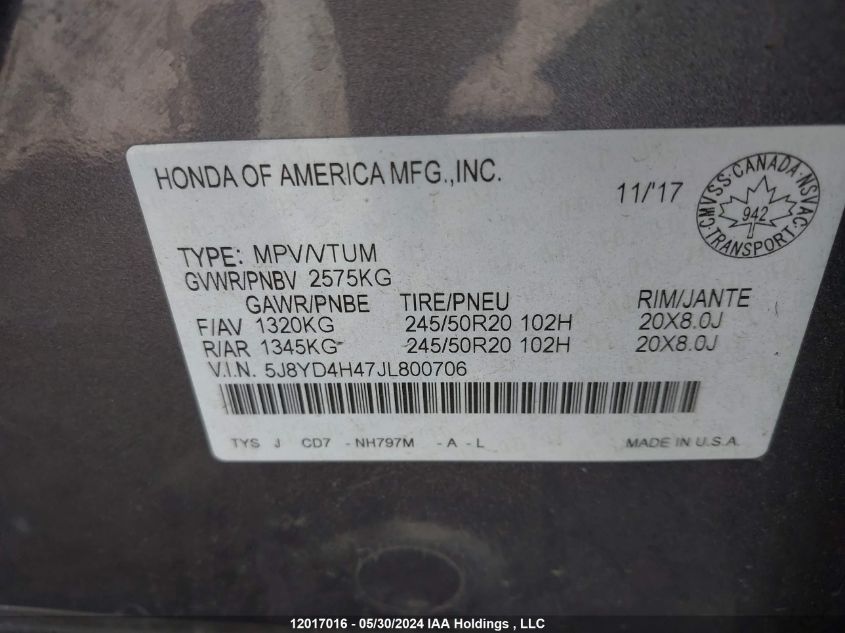 HONDA OF AMERICA MFG.,INC.
11/'17
CMVSS·CANADA·NSVAC
942
TRANSPORT
TYPE: MPV/VTUM
GVWR/PNBV 2575KG
GAWR/PNBE TIRE/PNEU RIM/JANTE
F/AV 1320KG 245/50R20 102H 20X8.0J
R/AR 1345KG 245/50R20 102H 20X8.0J
V.I.N. 5J8YD4H47JL800706
TYS J CD7 -NH797M -A -L MADE IN U.S.A.
12017016 - 05/30/2024 IAA Holdings , LLC